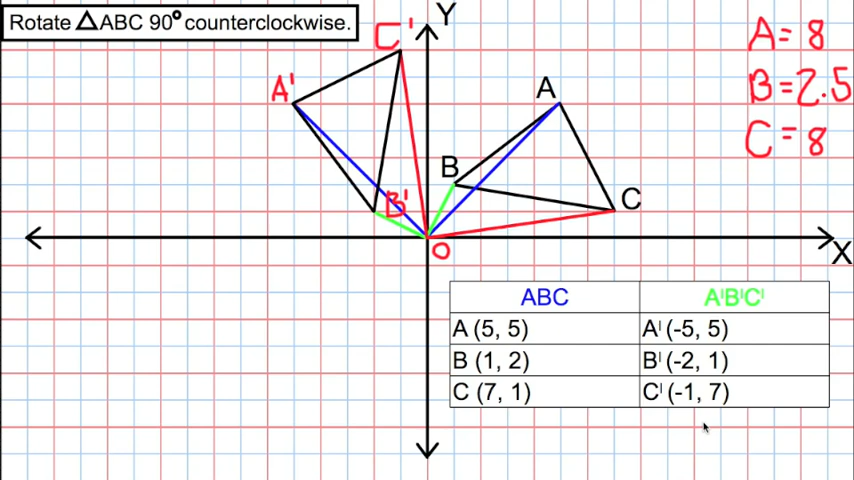 Rotate △ABC 90° counterclockwise.
Y
C'
A = 8
A'
A
B = 2.5
C = 8
B
B'
C
O
X
ABC A'B'C'
A (5, 5) A' (-5, 5)
B (1, 2) B' (-2, 1)
C (7, 1) C' (-1, 7)